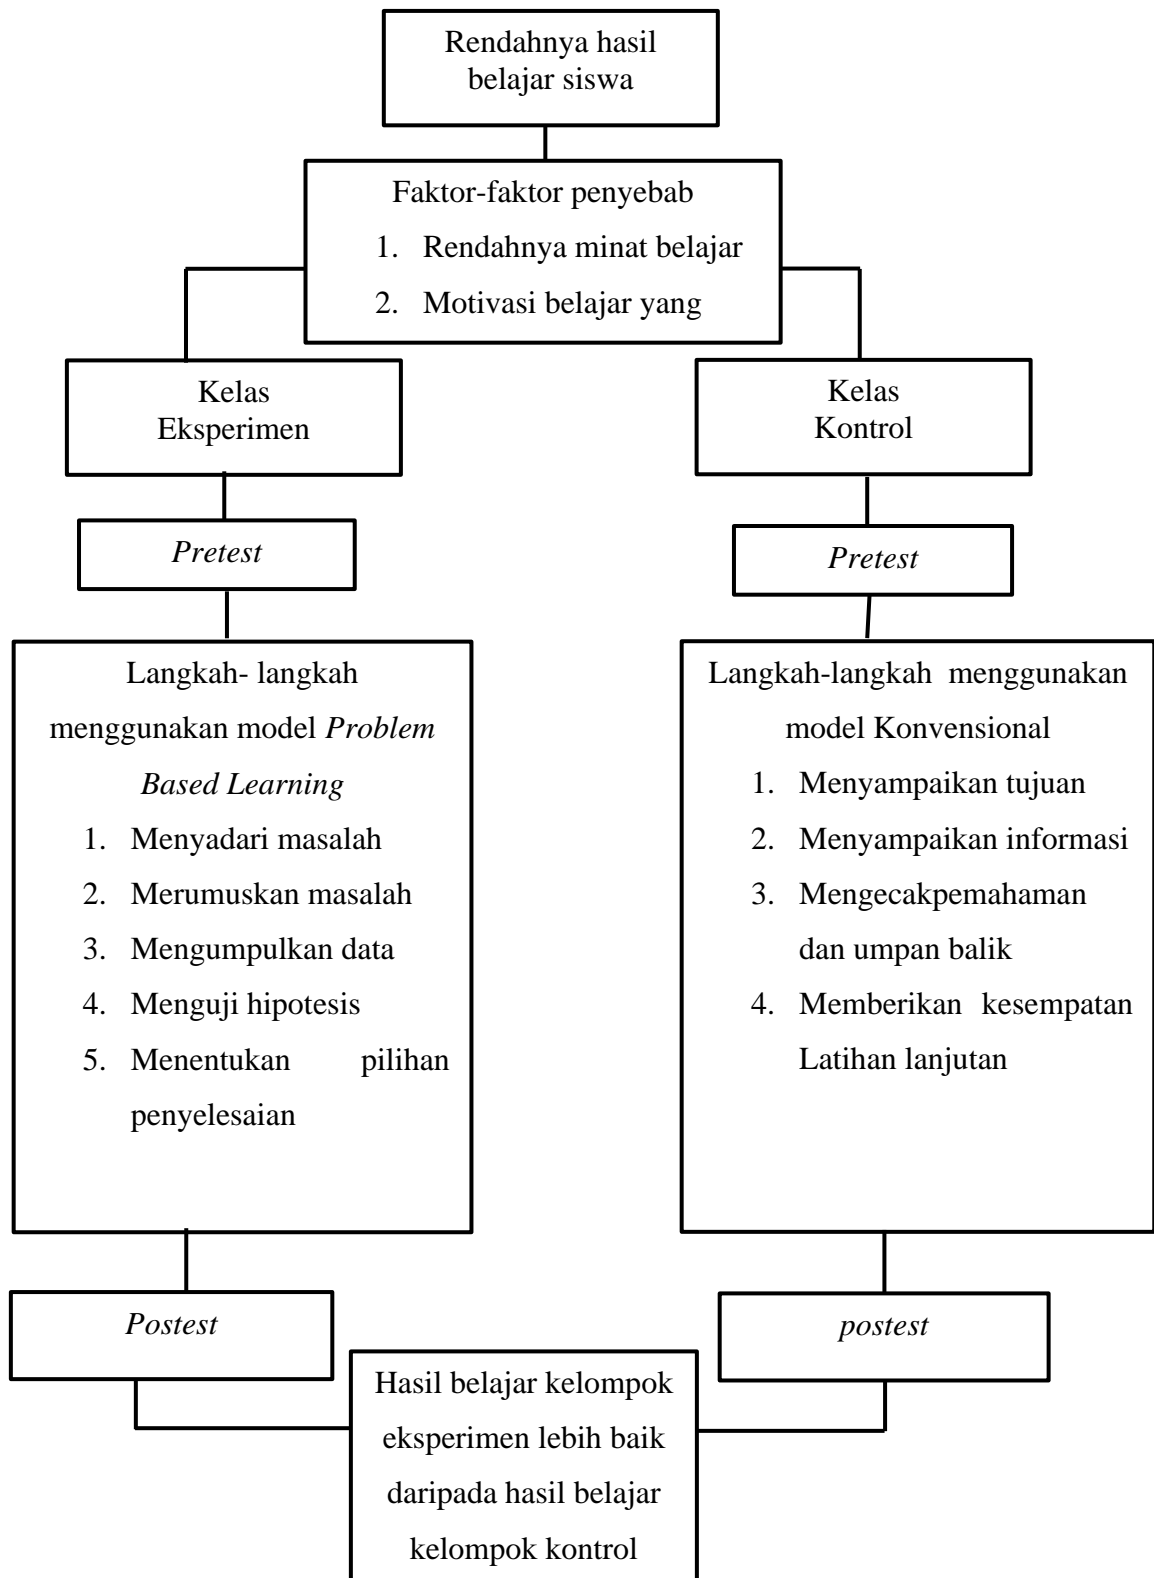 Rendahnya hasil
belajar siswa
Faktor-faktor penyebab
1. Rendahnya minat belajar
2. Motivasi belajar yang
Kelas
Eksperimen
Kelas
Kontrol
Pretest
Pretest
Langkah- langkah
menggunakan model Problem
Based Learning
1. Menyadari masalah
2. Merumuskan masalah
3. Mengumpulkan data
4. Menguji hipotesis
5. Menentukan pilihan
penyelesaian
Langkah-langkah menggunakan
model Konvensional
1. Menyampaikan tujuan
2. Menyampaikan informasi
3. Mengecakpemahaman
dan umpan balik
4. Memberikan kesempatan
Latihan lanjutan
Postest
postest
Hasil belajar kelompok
eksperimen lebih baik
daripada hasil belajar
kelompok kontrol